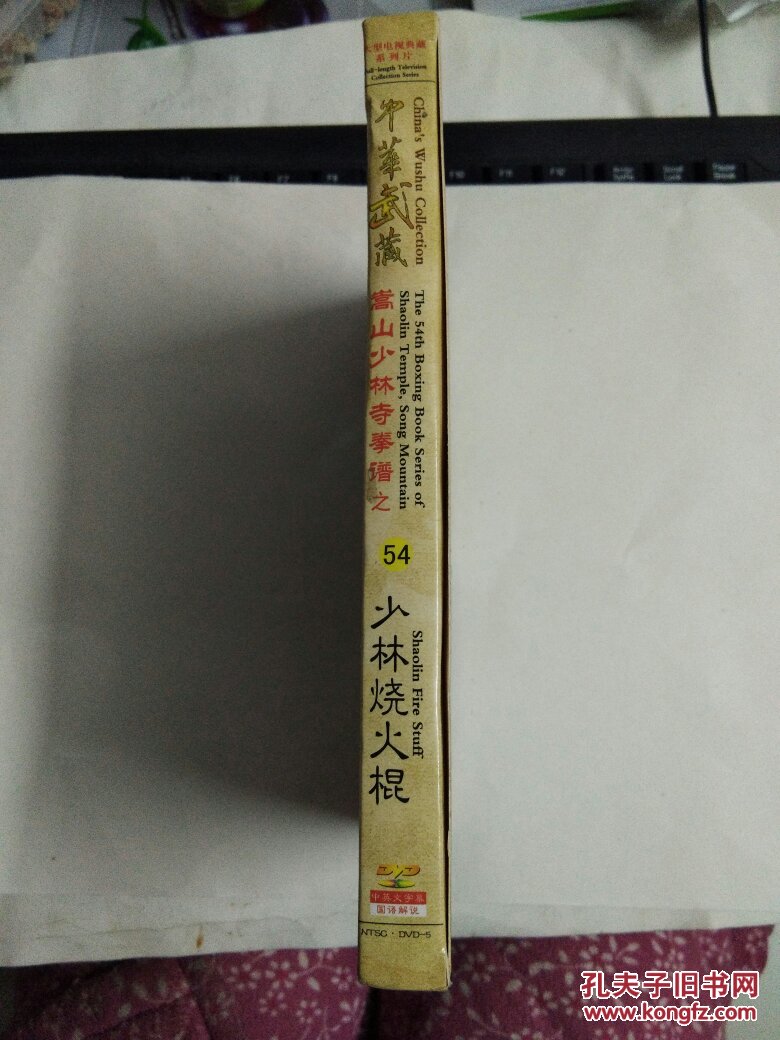 大型电视典藏
系列片
Full-length Television
Collection Series
中華武藏
China's Wushu Collection
嵩山少林寺拳谱之
The 54th Boxing Book Series of
Shaolin Temple, Song Mountain
54
少林烧火棍
Shaolin Fire Stuff
DVD
中英文字幕
国语解说
NTSC · DVD-5
孔夫子旧书网
www.kongfz.com